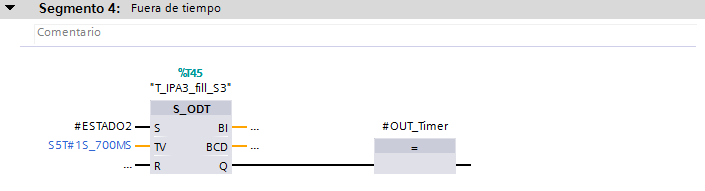 Segmento 4: Fuera de tiempo
Comentario
%T45
"T_IPA3_fill_S3"
S_ODT
#ESTADO2 S BI ...
S5T#1S_700MS TV BCD ...
... R Q
#OUT_Timer
=